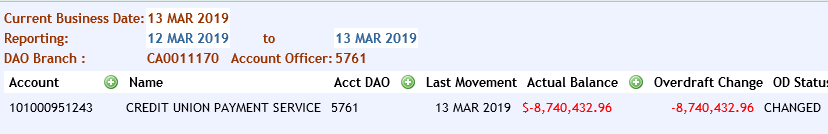 Current Business Date: 13 MAR 2019
Reporting: 12 MAR 2019 to 13 MAR 2019
DAO Branch : CA0011170 Account Officer: 5761
Account Name Acct DAO Last Movement Actual Balance Overdraft Change OD Status
101000951243 CREDIT UNION PAYMENT SERVICE 5761 13 MAR 2019 $-8,740,432.96 -8,740,432.96 CHANGED